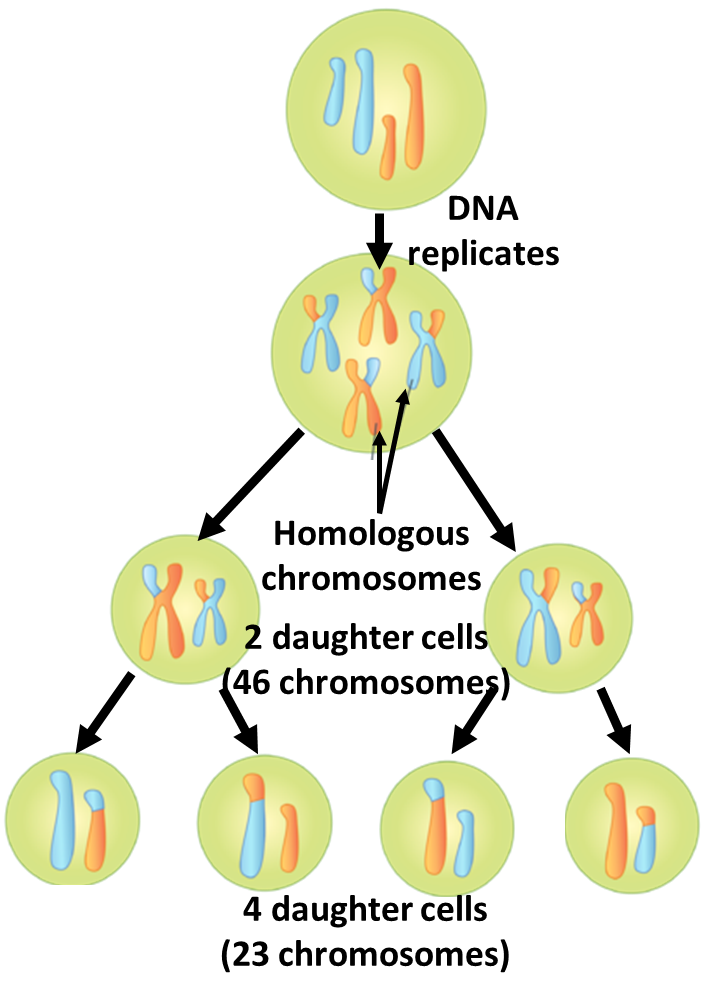 DNA
replicates
Homologous
chromosomes
2 daughter cells
(46 chromosomes)
4 daughter cells
(23 chromosomes)